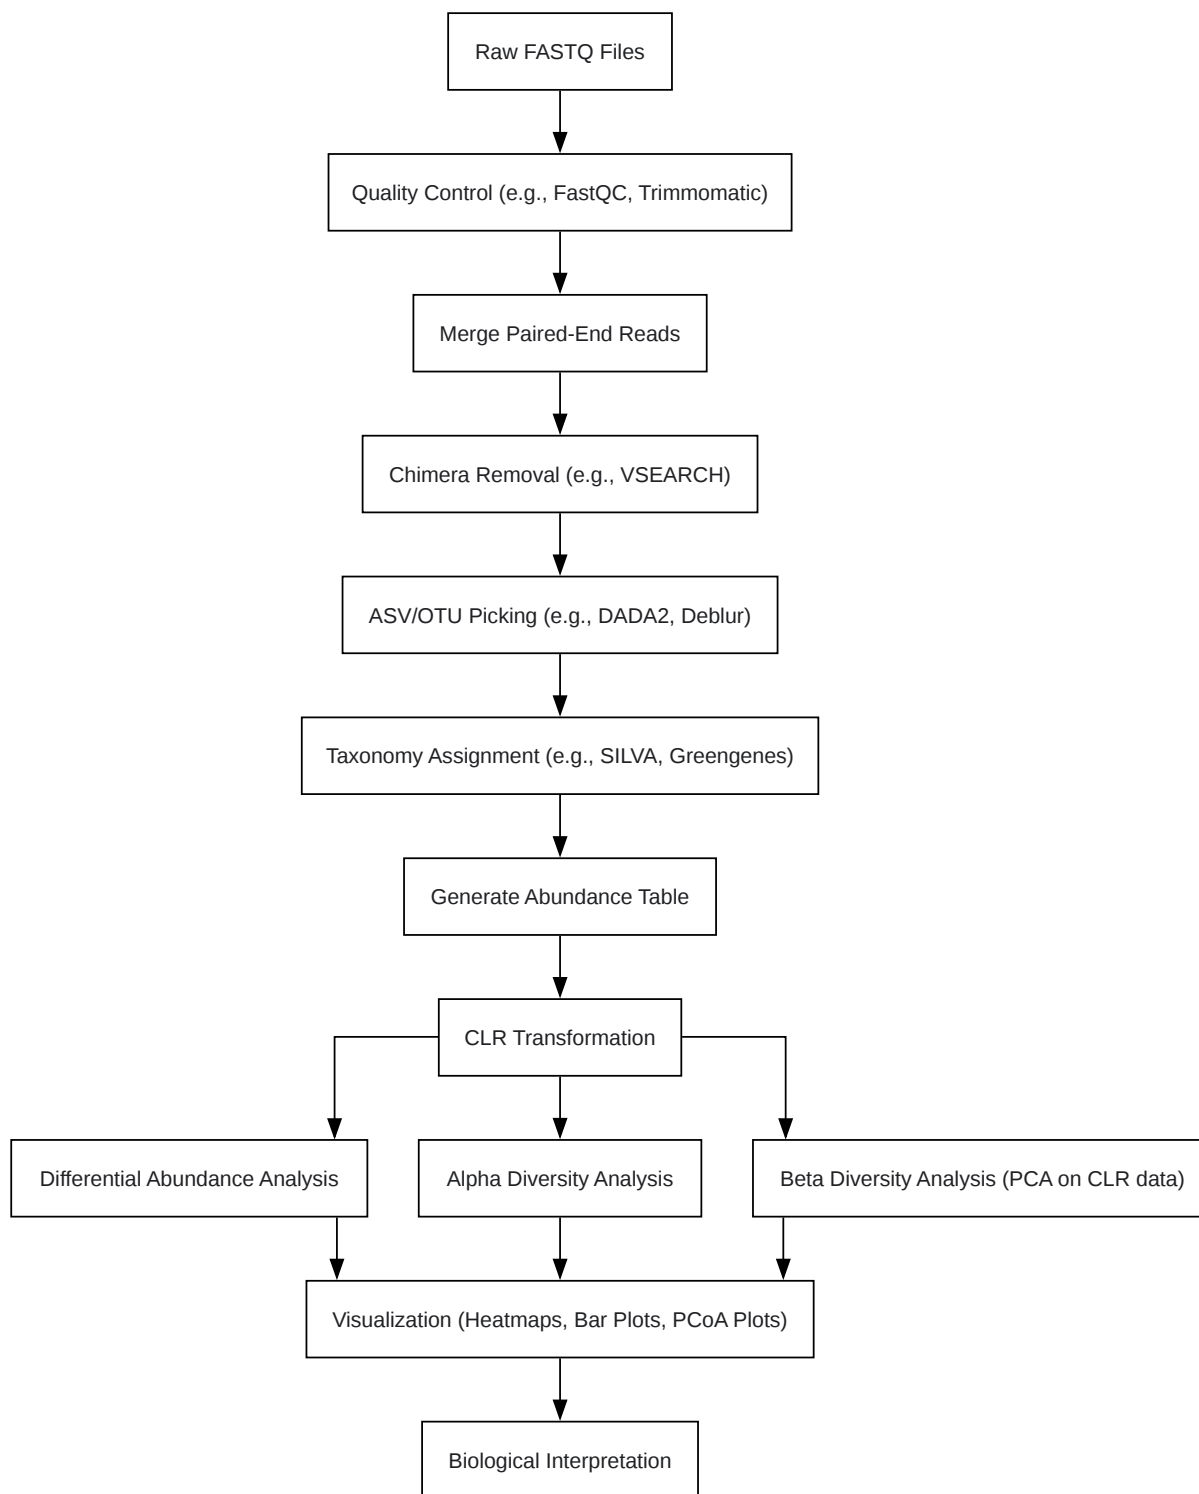 Raw FASTQ Files
Quality Control (e.g., FastQC, Trimmomatic)
Merge Paired-End Reads
Chimera Removal (e.g., VSEARCH)
ASV/OTU Picking (e.g., DADA2, Deblur)
Taxonomy Assignment (e.g., SILVA, Greengenes)
Generate Abundance Table
CLR Transformation
Differential Abundance Analysis
Alpha Diversity Analysis
Beta Diversity Analysis (PCA on CLR data)
Visualization (Heatmaps, Bar Plots, PCoA Plots)
Biological Interpretation